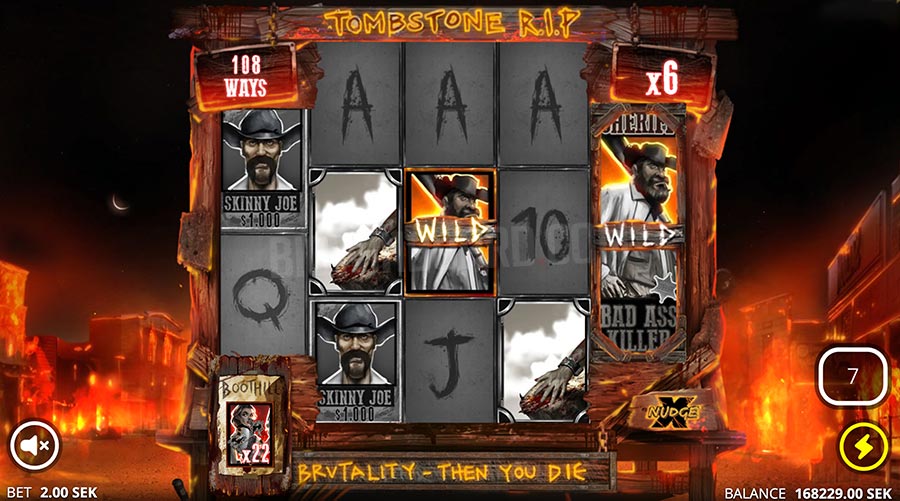 TOMBSTONE R.I.P
108
WAYS
x6
A
A
A
SHERIFF
SKINNY JOE
$1.000
WILD
10
WILD
Q
BAD ASS
KILLER
SKINNY JOE
$1.000
J
BOOTHILL
x22
NUDGE
X
7
BRUTALITY - THEN YOU DIE
BET 2.00 SEK
BALANCE 168229.00 SEK